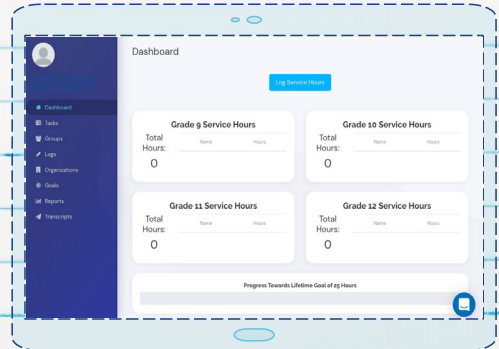 Dashboard
Log Service Hours
Dashboard
Tasks
Groups
Logs
Organizations
Goals
Reports
Transcripts
Grade 9 Service Hours
Total Hours:
0
Name Hours
Grade 10 Service Hours
Total Hours:
0
Name Hours
Grade 11 Service Hours
Total Hours:
0
Name Hours
Grade 12 Service Hours
Total Hours:
0
Name Hours
Progress Towards Lifetime Goal of 25 Hours